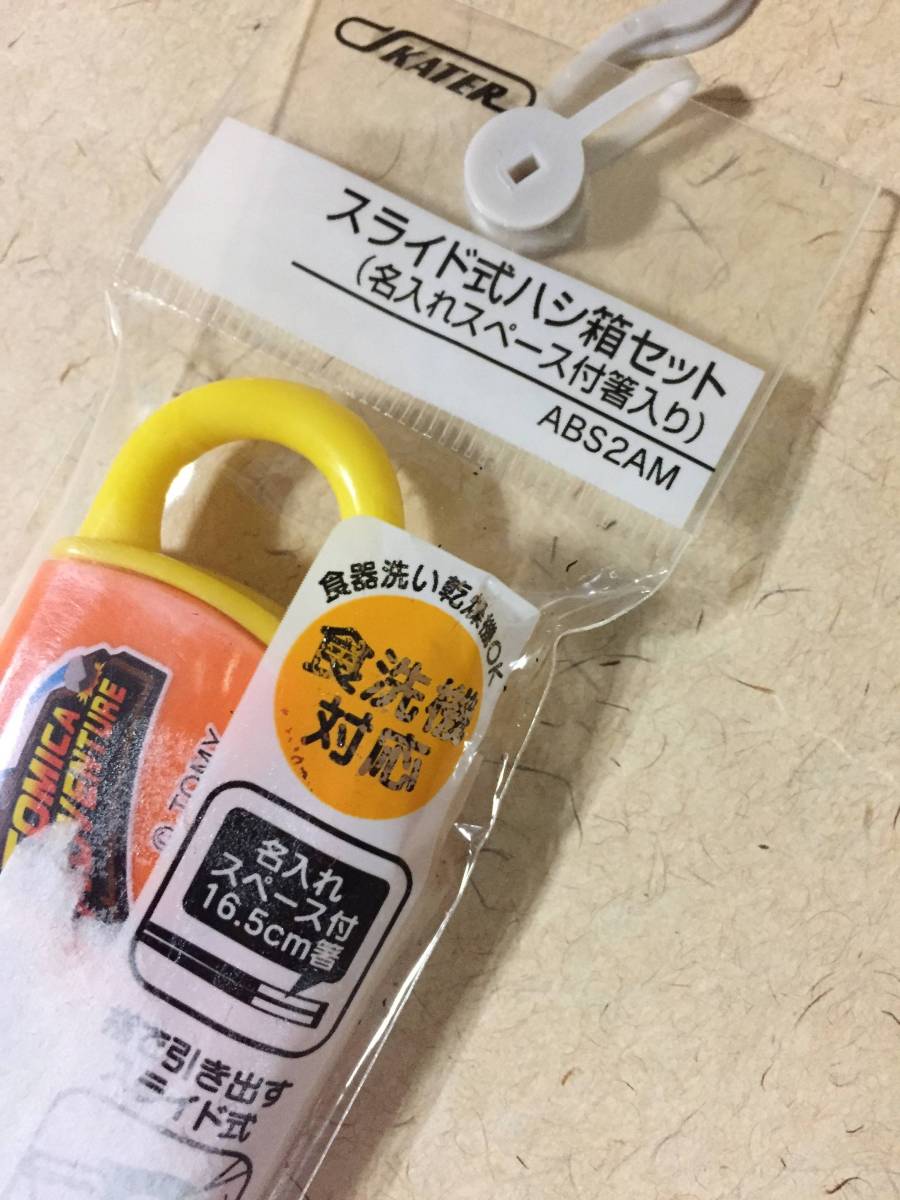 SKATER
スライド式ハシ箱セット
(名入れスペース付箸入り)
ABS2AM
食器洗い乾燥機OK
食洗機
対応
TOMICA
© TOMY
名入れ
スペース付
16.5cm箸
で引き出す
スライド式